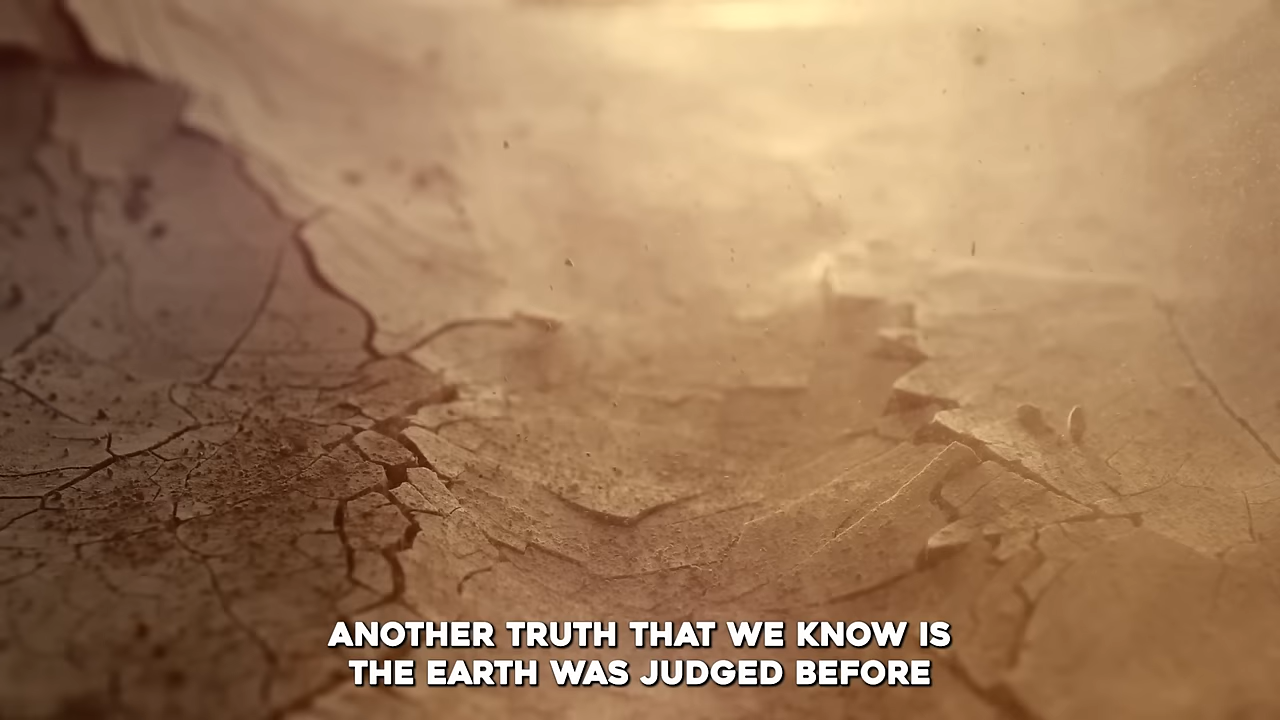 ANOTHER TRUTH THAT WE KNOW IS
THE EARTH WAS JUDGED BEFORE